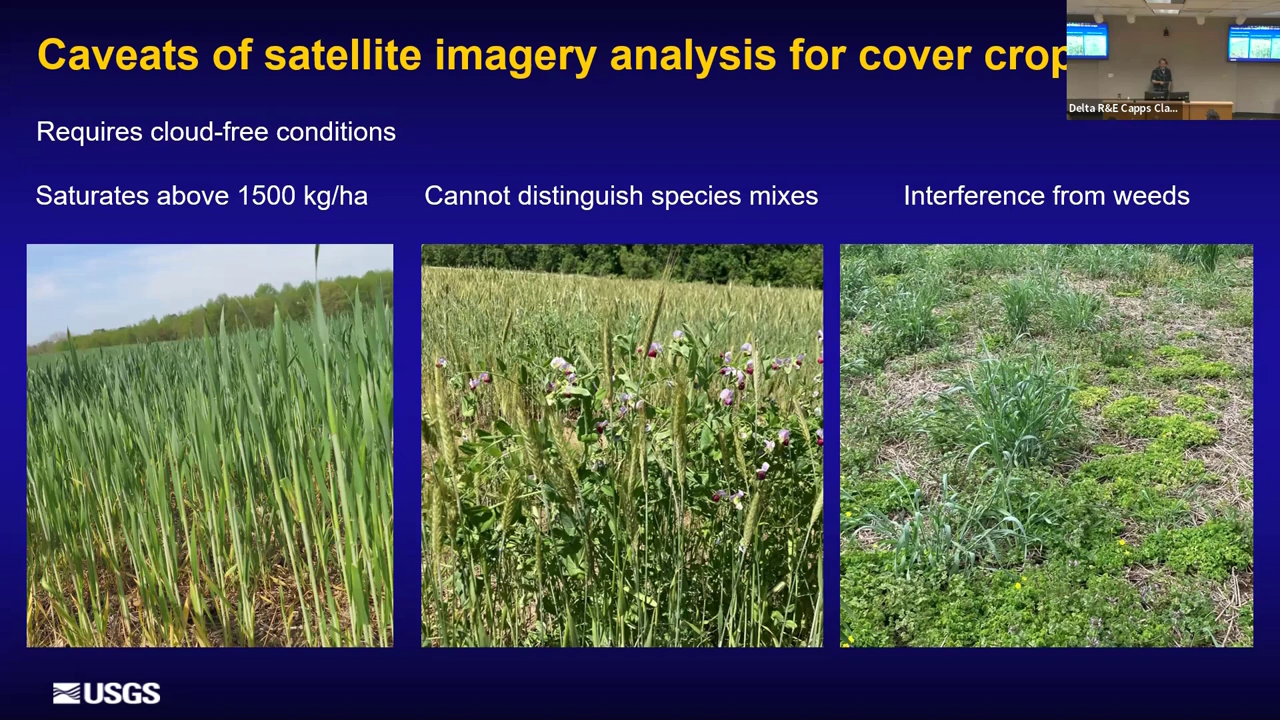 Caveats of satellite imagery analysis for cover crop
Delta R&E Capps Cla...
Requires cloud-free conditions
Saturates above 1500 kg/ha
Cannot distinguish species mixes
Interference from weeds
USGS